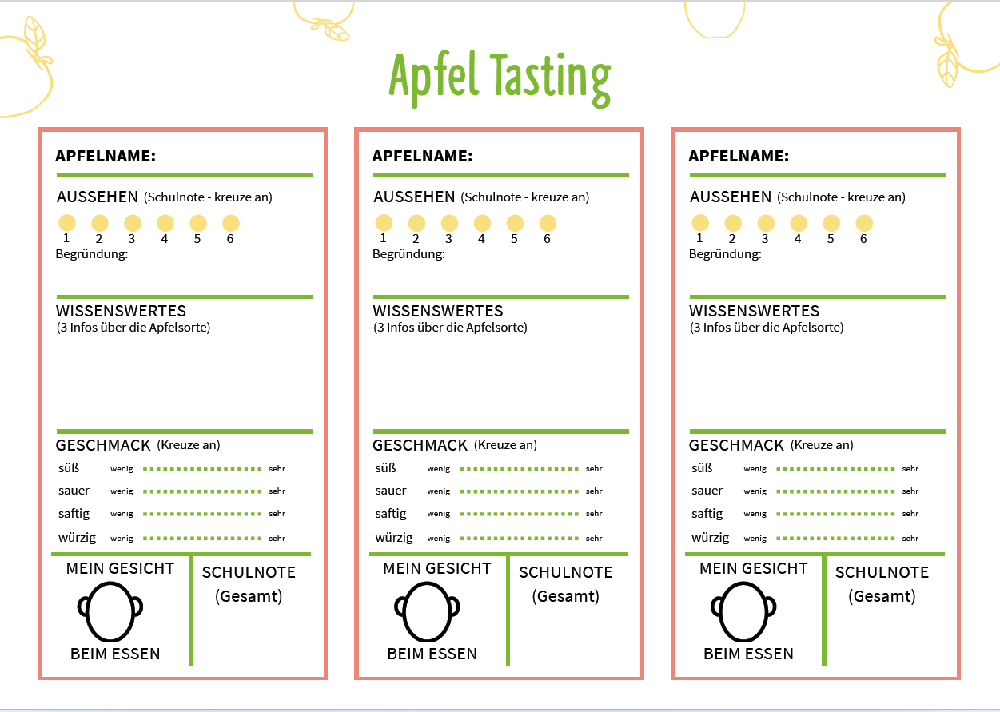 Apfel Tasting
APFELNAME:
AUSSEHEN (Schulnote - kreuze an)
1 2 3 4 5 6
Begründung:
WISSENSWERTES
(3 Infos über die Apfelsorte)
GESCHMACK (Kreuze an)
süß wenig sehr
sauer wenig sehr
saftig wenig sehr
würzig wenig sehr
MEIN GESICHT
BEIM ESSEN
SCHULNOTE
(Gesamt)
APFELNAME:
AUSSEHEN (Schulnote - kreuze an)
1 2 3 4 5 6
Begründung:
WISSENSWERTES
(3 Infos über die Apfelsorte)
GESCHMACK (Kreuze an)
süß wenig sehr
sauer wenig sehr
saftig wenig sehr
würzig wenig sehr
MEIN GESICHT
BEIM ESSEN
SCHULNOTE
(Gesamt)
APFELNAME:
AUSSEHEN (Schulnote - kreuze an)
1 2 3 4 5 6
Begründung:
WISSENSWERTES
(3 Infos über die Apfelsorte)
GESCHMACK (Kreuze an)
süß wenig sehr
sauer wenig sehr
saftig wenig sehr
würzig wenig sehr
MEIN GESICHT
BEIM ESSEN
SCHULNOTE
(Gesamt)